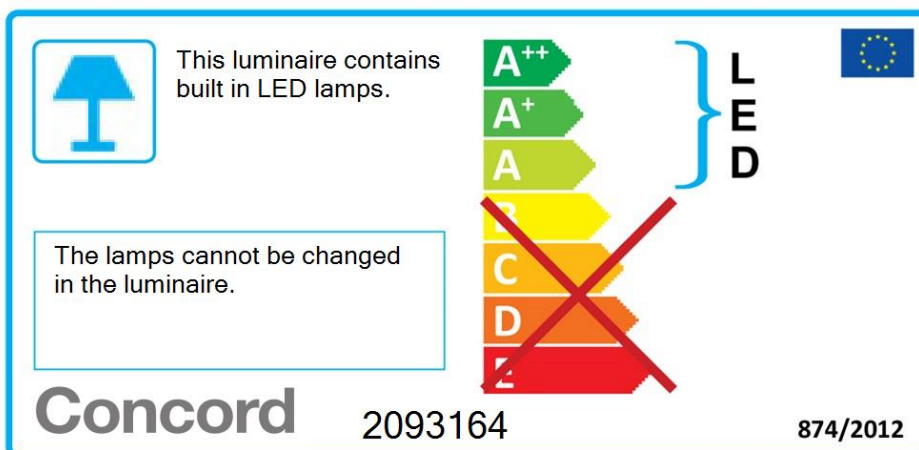 This luminaire contains
built in LED lamps.
A++
A+
A
B
C
D
E
L
E
D
The lamps cannot be changed
in the luminaire.
Concord
2093164
874/2012